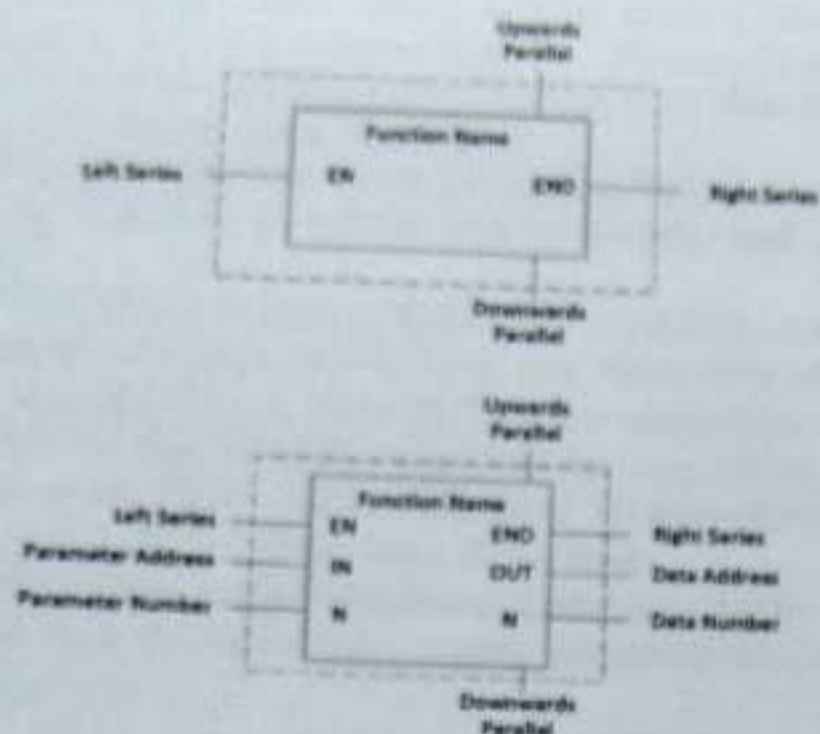 Upwards
Parallel
Function Name
Left Series
EN
ENO
Right Series
Downwards
Parallel
Upwards
Parallel
Function Name
Left Series
EN
ENO
Right Series
Parameter Address
IN
OUT
Data Address
Parameter Number
N
N
Data Number
Downwards
Parallel